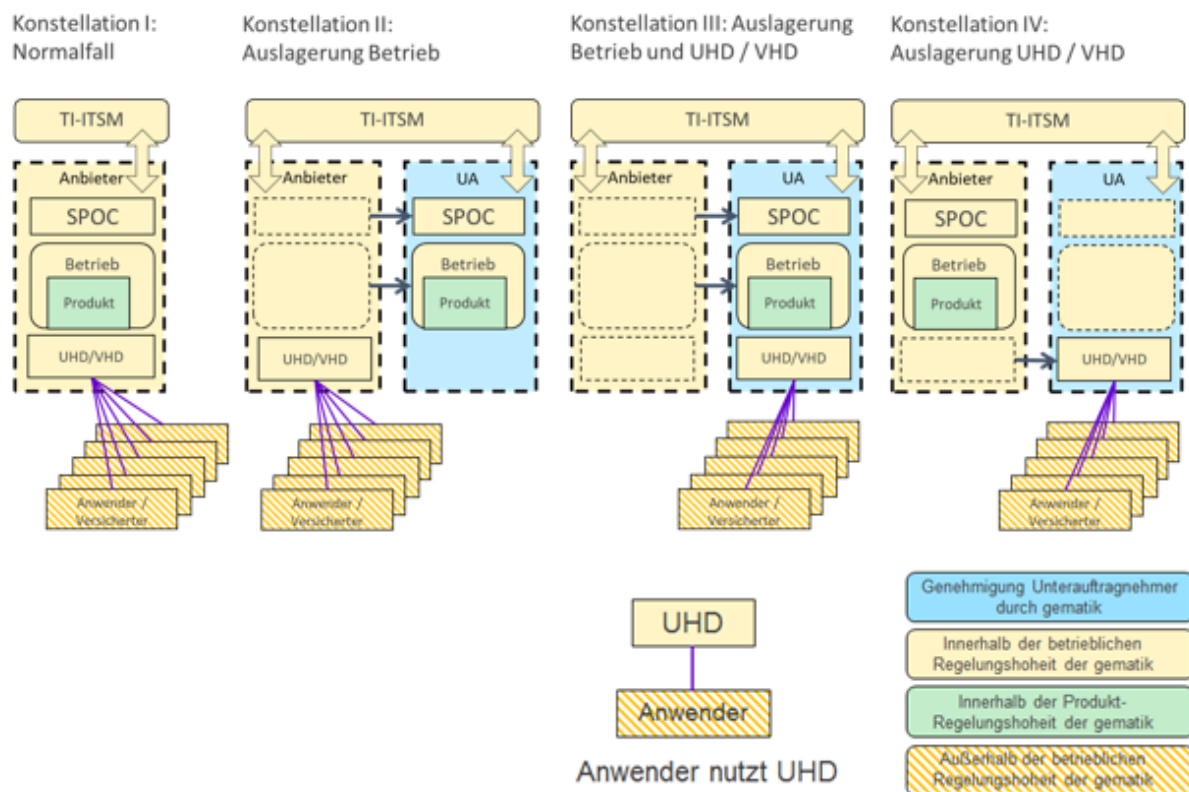 Konstellation I:
Normalfall
TI-ITSM
Anbieter
SPOC
Betrieb
Produkt
UHD/VHD
Anwender /
Versicherter
Konstellation II:
Auslagerung Betrieb
TI-ITSM
Anbieter
UA
SPOC
Betrieb
Produkt
UHD/VHD
Anwender /
Versicherter
Konstellation III: Auslagerung
Betrieb und UHD / VHD
TI-ITSM
Anbieter
UA
SPOC
Betrieb
Produkt
UHD/VHD
Anwender /
Versicherter
Konstellation IV:
Auslagerung UHD / VHD
TI-ITSM
Anbieter
UA
SPOC
Betrieb
Produkt
UHD/VHD
Anwender /
Versicherter
UHD
Anwender
Anwender nutzt UHD
Genehmigung Unterauftragnehmer
durch gematik
Innerhalb der betrieblichen
Regelungshoheit der gematik
Innerhalb der Produkt-
Regelungshoheit der gematik
Außerhalb der betrieblichen
Regelungshoheit der gematik